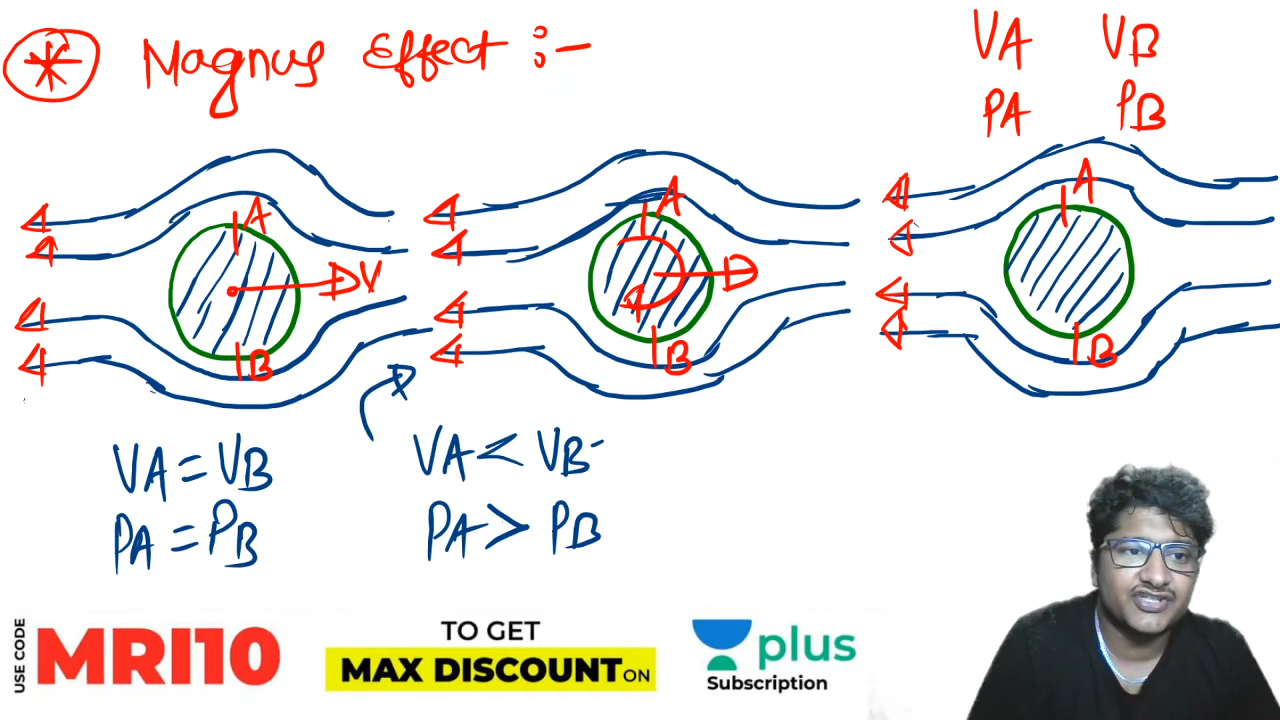 * Magnus Effect :-
VA VB
PA PB
A
V
B
A
B
A
B
VA = VB
PA = PB
VA < VB
PA > PB
USE CODE
MRI10
TO GET
MAX DISCOUNT ON
plus
Subscription